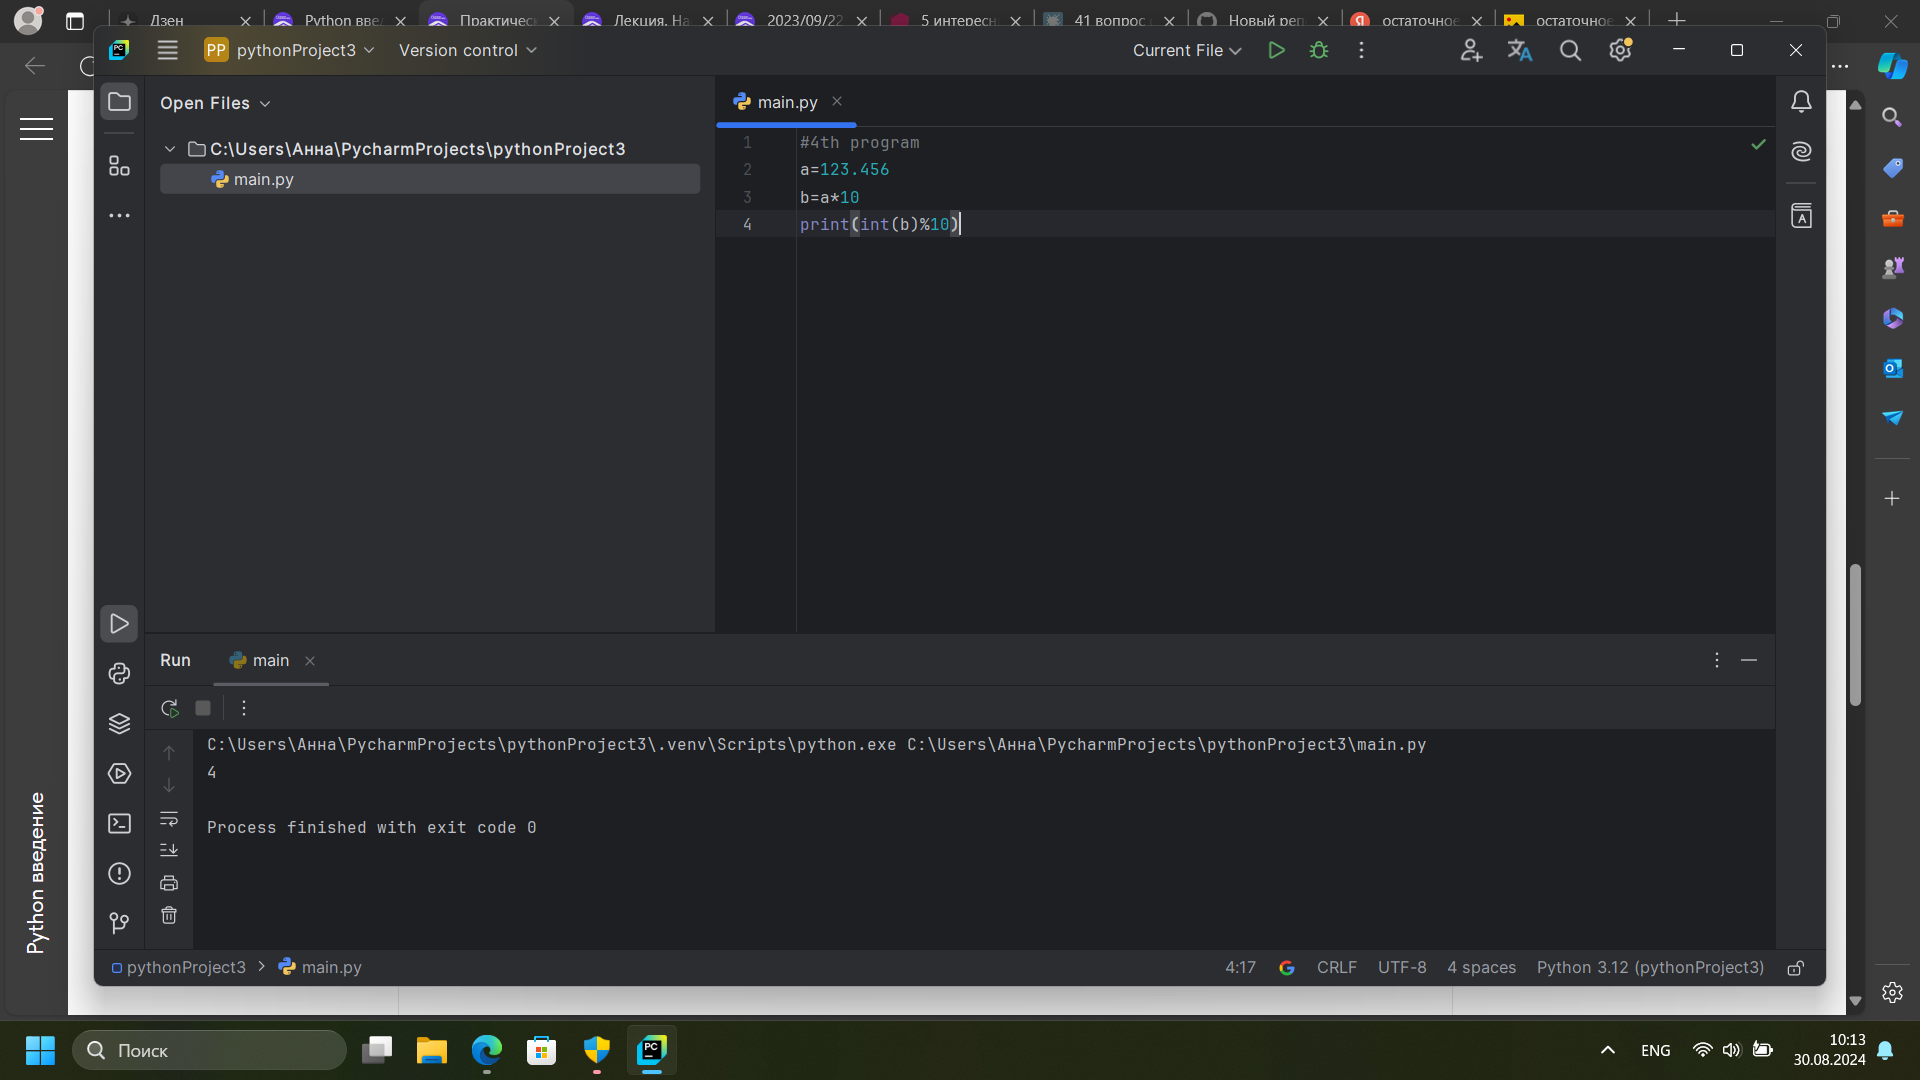 Дзен
Python вве
Практичес
Лекция. На
2023/09/22
5 интересн
41 вопрос
Новый реп
остаточное
остаточное
PC
PP pythonProject3
Version control
Current File
Open Files
C:\Users\Анна\PycharmProjects\pythonProject3
main.py
main.py
1 #4th program
2 a=123.456
3 b=a*10
4 print(int(b)%10)
Run
main
C:\Users\Анна\PycharmProjects\pythonProject3\.venv\Scripts\python.exe C:\Users\Анна\PycharmProjects\pythonProject3\main.py
4
Process finished with exit code 0
Python введение
pythonProject3 > main.py
4:17
CRLF
UTF-8
4 spaces
Python 3.12 (pythonProject3)
Поиск
PC
ENG
10:13
30.08.2024